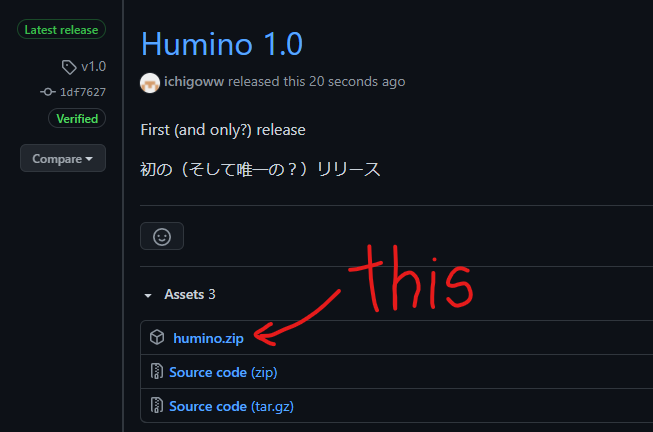 Latest release
v1.0
1df7627
Verified
Compare
Humino 1.0
ichigoww released this 20 seconds ago
First (and only?) release
初の（そして唯一の？）リリース
this
Assets 3
humino.zip
Source code (zip)
Source code (tar.gz)